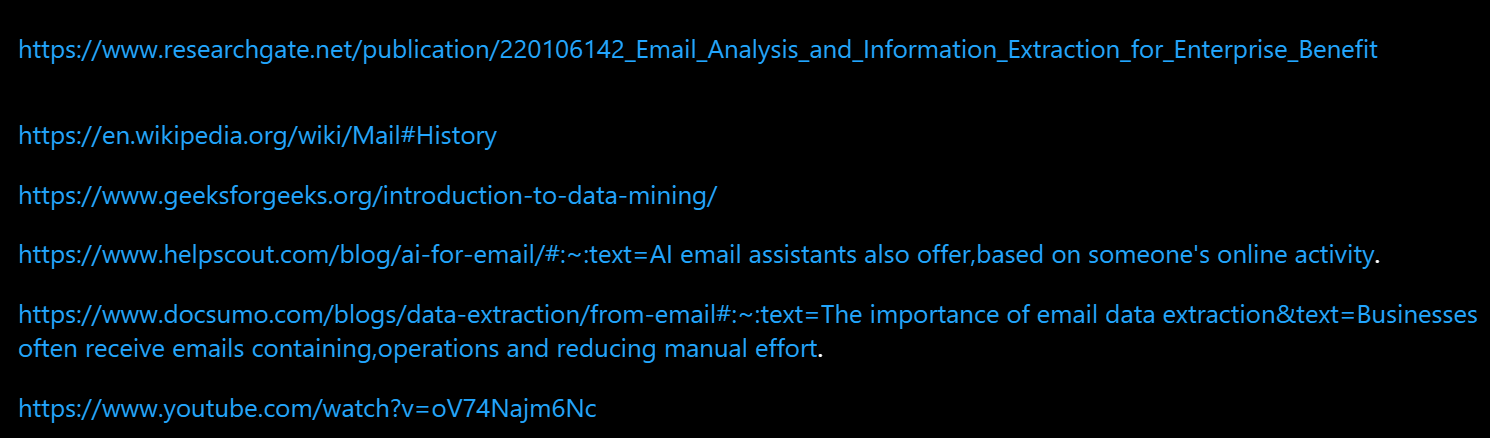 https://www.researchgate.net/publication/220106142_Email_Analysis_and_Information_Extraction_for_Enterprise_Benefit
https://en.wikipedia.org/wiki/Mail#History
https://www.geeksforgeeks.org/introduction-to-data-mining/
https://www.helpscout.com/blog/ai-for-email/#:~:text=AI email assistants also offer,based on someone's online activity.
https://www.docsumo.com/blogs/data-extraction/from-email#:~:text=The importance of email data extraction&text=Businesses
often receive emails containing,operations and reducing manual effort.
https://www.youtube.com/watch?v=oV74Najm6Nc